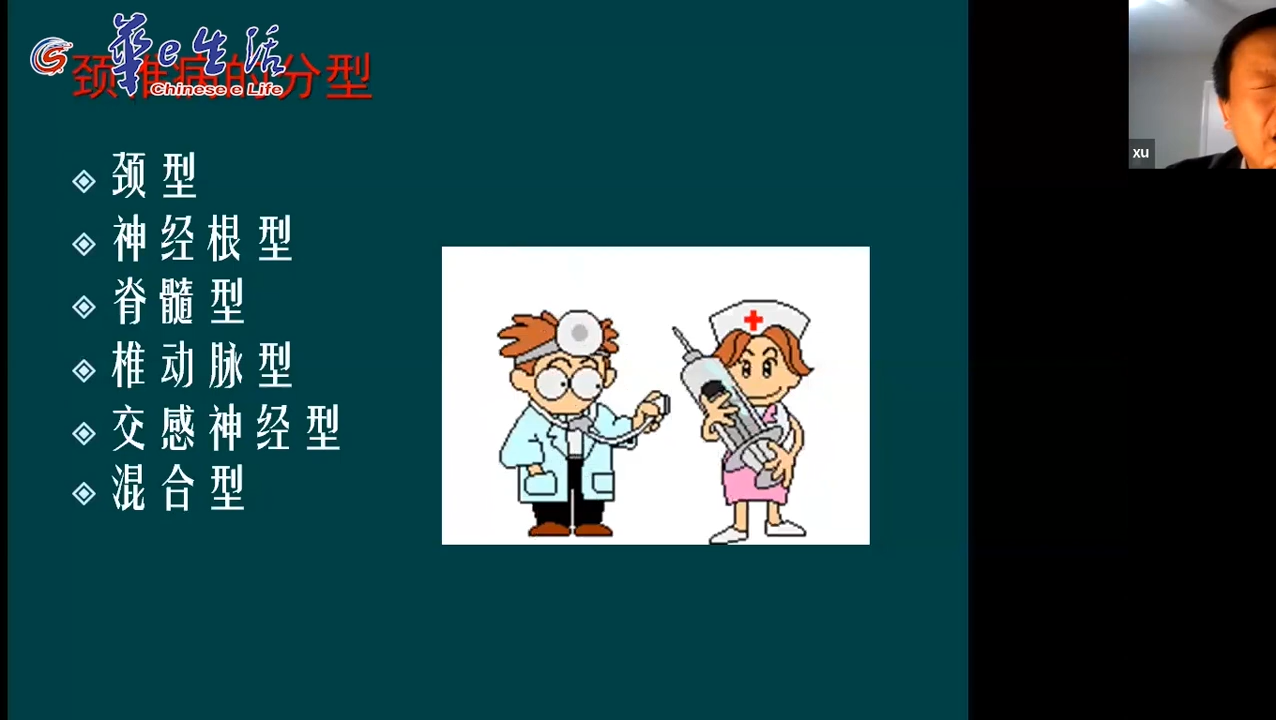 華e生活
Chinese e Life
颈椎病的分型
颈型
神经根型
脊髓型
椎动脉型
交感神经型
混合型
xu